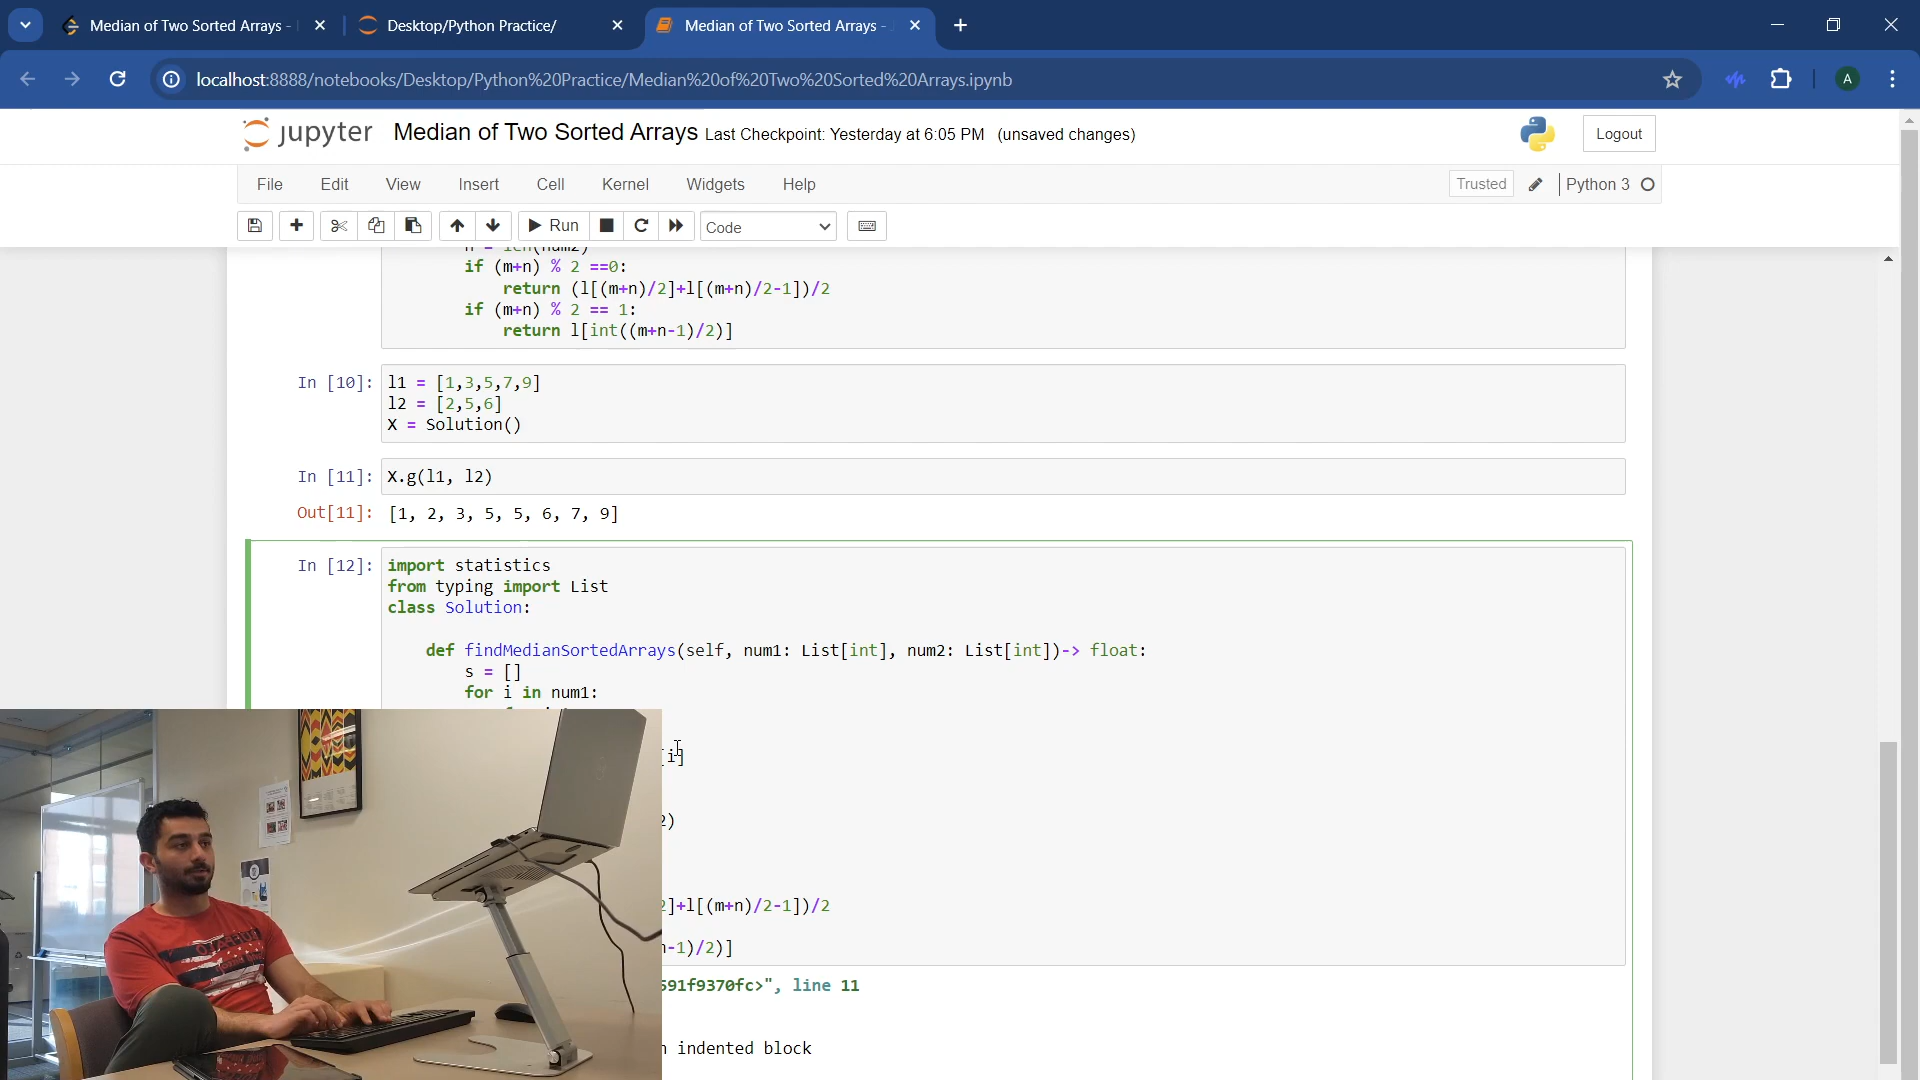 Median of Two Sorted Arrays -
Desktop/Python Practice/
Median of Two Sorted Arrays -
localhost:8888/notebooks/Desktop/Python%20Practice/Median%20of%20Two%20Sorted%20Arrays.ipynb
A
jupyter Median of Two Sorted Arrays Last Checkpoint: Yesterday at 6:05 PM (unsaved changes)
Logout
File Edit View Insert Cell Kernel Widgets Help
Trusted Python 3
Run Code
n = len(num2)
if (m+n) % 2 ==0:
return (l[(m+n)/2]+l[(m+n)/2-1])/2
if (m+n) % 2 == 1:
return l[int((m+n-1)/2)]
In [10]: l1 = [1,3,5,7,9]
l2 = [2,5,6]
X = Solution()
In [11]: X.g(l1, l2)
Out[11]: [1, 2, 3, 5, 5, 6, 7, 9]
In [12]: import statistics
from typing import List
class Solution:
def findMedianSortedArrays(self, num1: List[int], num2: List[int])-> float:
s = []
for i in num1:
[i]
2)
2]+l[(m+n)/2-1])/2
n-1)/2)]
591f9370fc>", line 11
n indented block